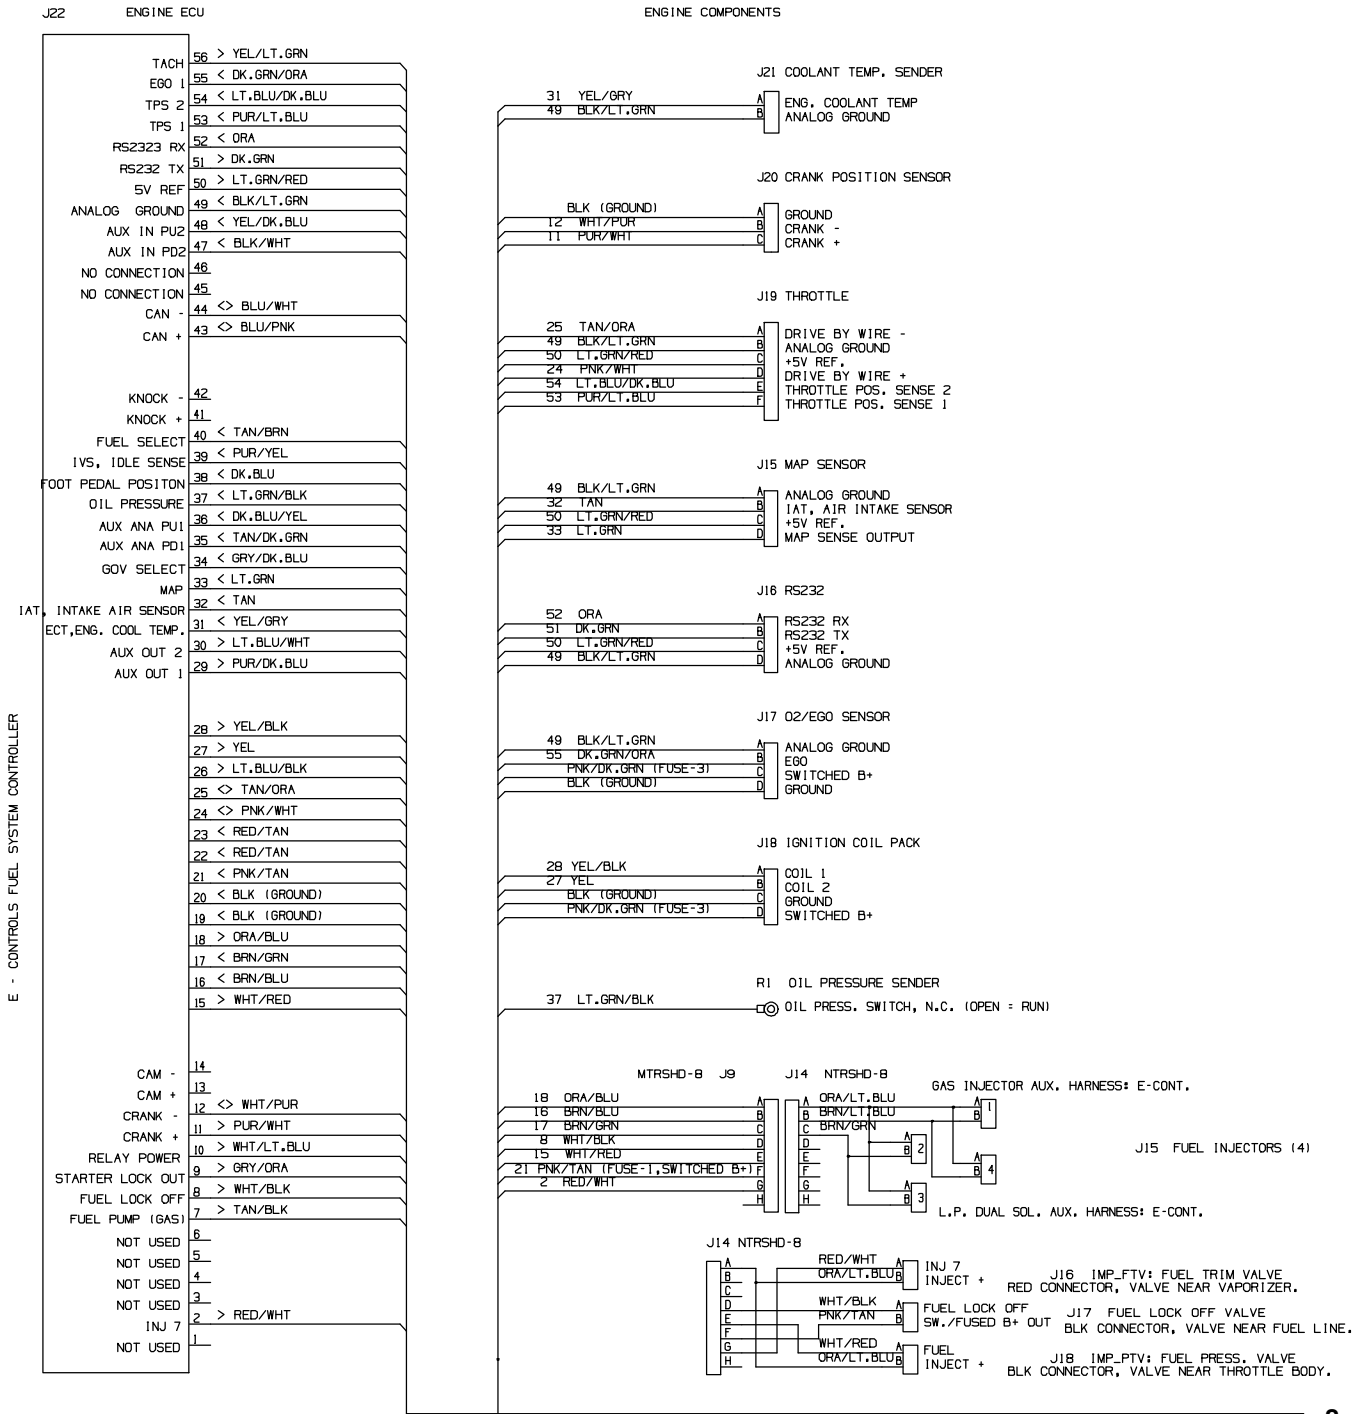 J22 ENGINE ECU
ENGINE COMPONENTS
TACH 56 > YEL/LT.GRN
EGO 1 55 < DK.GRN/ORA
TPS 2 54 < LT.BLU/DK.BLU
TPS 1 53 < PUR/LT.BLU
RS2323 RX 52 < ORA
RS232 TX 51 > DK.GRN
5V REF 50 > LT.GRN/RED
ANALOG GROUND 49 < BLK/LT.GRN
AUX IN PU2 48 < YEL/DK.BLU
AUX IN PD2 47 < BLK/WHT
NO CONNECTION 46
NO CONNECTION 45
CAN - 44 <> BLU/WHT
CAN + 43 <> BLU/PNK
KNOCK - 42
KNOCK + 41
FUEL SELECT 40 < TAN/BRN
IVS, IDLE SENSE 39 < PUR/YEL
FOOT PEDAL POSITON 38 < DK.BLU
OIL PRESSURE 37 < LT.GRN/BLK
AUX ANA PU1 36 < DK.BLU/YEL
AUX ANA PD1 35 < TAN/DK.GRN
GOV SELECT 34 < GRY/DK.BLU
MAP 33 < LT.GRN
IAT, INTAKE AIR SENSOR 32 < TAN
ECT,ENG. COOL TEMP. 31 < YEL/GRY
AUX OUT 2 30 > LT.BLU/WHT
AUX OUT 1 29 > PUR/DK.BLU
28 > YEL/BLK
27 > YEL
26 > LT.BLU/BLK
25 <> TAN/ORA
24 <> PNK/WHT
23 < RED/TAN
22 < RED/TAN
21 < PNK/TAN
20 < BLK (GROUND)
19 < BLK (GROUND)
18 > ORA/BLU
17 < BRN/GRN
16 < BRN/BLU
15 > WHT/RED
CAM - 14
CAM + 13
CRANK - 12 <> WHT/PUR
CRANK + 11 > PUR/WHT
RELAY POWER 10 > WHT/LT.BLU
STARTER LOCK OUT 9 > GRY/ORA
FUEL LOCK OFF 8 > WHT/BLK
FUEL PUMP (GAS) 7 > TAN/BLK
NOT USED 6
NOT USED 5
NOT USED 4
NOT USED 3
INJ 7 2 > RED/WHT
NOT USED 1
E - CONTROLS FUEL SYSTEM CONTROLLER
J21 COOLANT TEMP. SENDER
31 YEL/GRY A ENG. COOLANT TEMP
49 BLK/LT.GRN B ANALOG GROUND
J20 CRANK POSITION SENSOR
BLK (GROUND) A GROUND
12 WHT/PUR B CRANK -
11 PUR/WHT C CRANK +
J19 THROTTLE
25 TAN/ORA A DRIVE BY WIRE -
49 BLK/LT.GRN B ANALOG GROUND
50 LT.GRN/RED C +5V REF.
24 PNK/WHT D DRIVE BY WIRE +
54 LT.BLU/DK.BLU E THROTTLE POS. SENSE 2
53 PUR/LT.BLU F THROTTLE POS. SENSE 1
J15 MAP SENSOR
49 BLK/LT.GRN A ANALOG GROUND
32 TAN B IAT, AIR INTAKE SENSOR
50 LT.GRN/RED C +5V REF.
33 LT.GRN D MAP SENSE OUTPUT
J16 RS232
52 ORA A RS232 RX
51 DK.GRN B RS232 TX
50 LT.GRN/RED C +5V REF.
49 BLK/LT.GRN D ANALOG GROUND
J17 O2/EGO SENSOR
49 BLK/LT.GRN A ANALOG GROUND
55 DK.GRN/ORA B EGO
PNK/DK.GRN (FUSE-3) C SWITCHED B+
BLK (GROUND) D GROUND
J18 IGNITION COIL PACK
28 YEL/BLK A COIL 1
27 YEL B COIL 2
BLK (GROUND) C GROUND
PNK/DK.GRN (FUSE-3) D SWITCHED B+
R1 OIL PRESSURE SENDER
37 LT.GRN/BLK OIL PRESS. SWITCH, N.C. (OPEN = RUN)
MTRSHD-8 J9 J14 NTRSHD-8
GAS INJECTOR AUX. HARNESS: E-CONT.
18 ORA/BLU A A ORA/LT.BLU A 1
16 BRN/BLU B B BRN/LT.BLU B
17 BRN/GRN C C BRN/GRN
8 WHT/BLK D D A 2
15 WHT/RED E E B
21 PNK/TAN (FUSE-1,SWITCHED B+) F F A 4
2 RED/WHT G G B
H H A 3
B
J15 FUEL INJECTORS (4)
L.P. DUAL SOL. AUX. HARNESS: E-CONT.
J14 NTRSHD-8
A
B
C
D
E
F
G
H
RED/WHT A INJ 7
ORA/LT.BLU B INJECT +
J16 IMP_FTV: FUEL TRIM VALVE
RED CONNECTOR, VALVE NEAR VAPORIZER.
WHT/BLK A FUEL LOCK OFF
PNK/TAN B SW./FUSED B+ OUT
J17 FUEL LOCK OFF VALVE
BLK CONNECTOR, VALVE NEAR FUEL LINE.
WHT/RED A FUEL
ORA/LT.BLU B INJECT +
J18 IMP_PTV: FUEL PRESS. VALVE
BLK CONNECTOR, VALVE NEAR THROTTLE BODY.